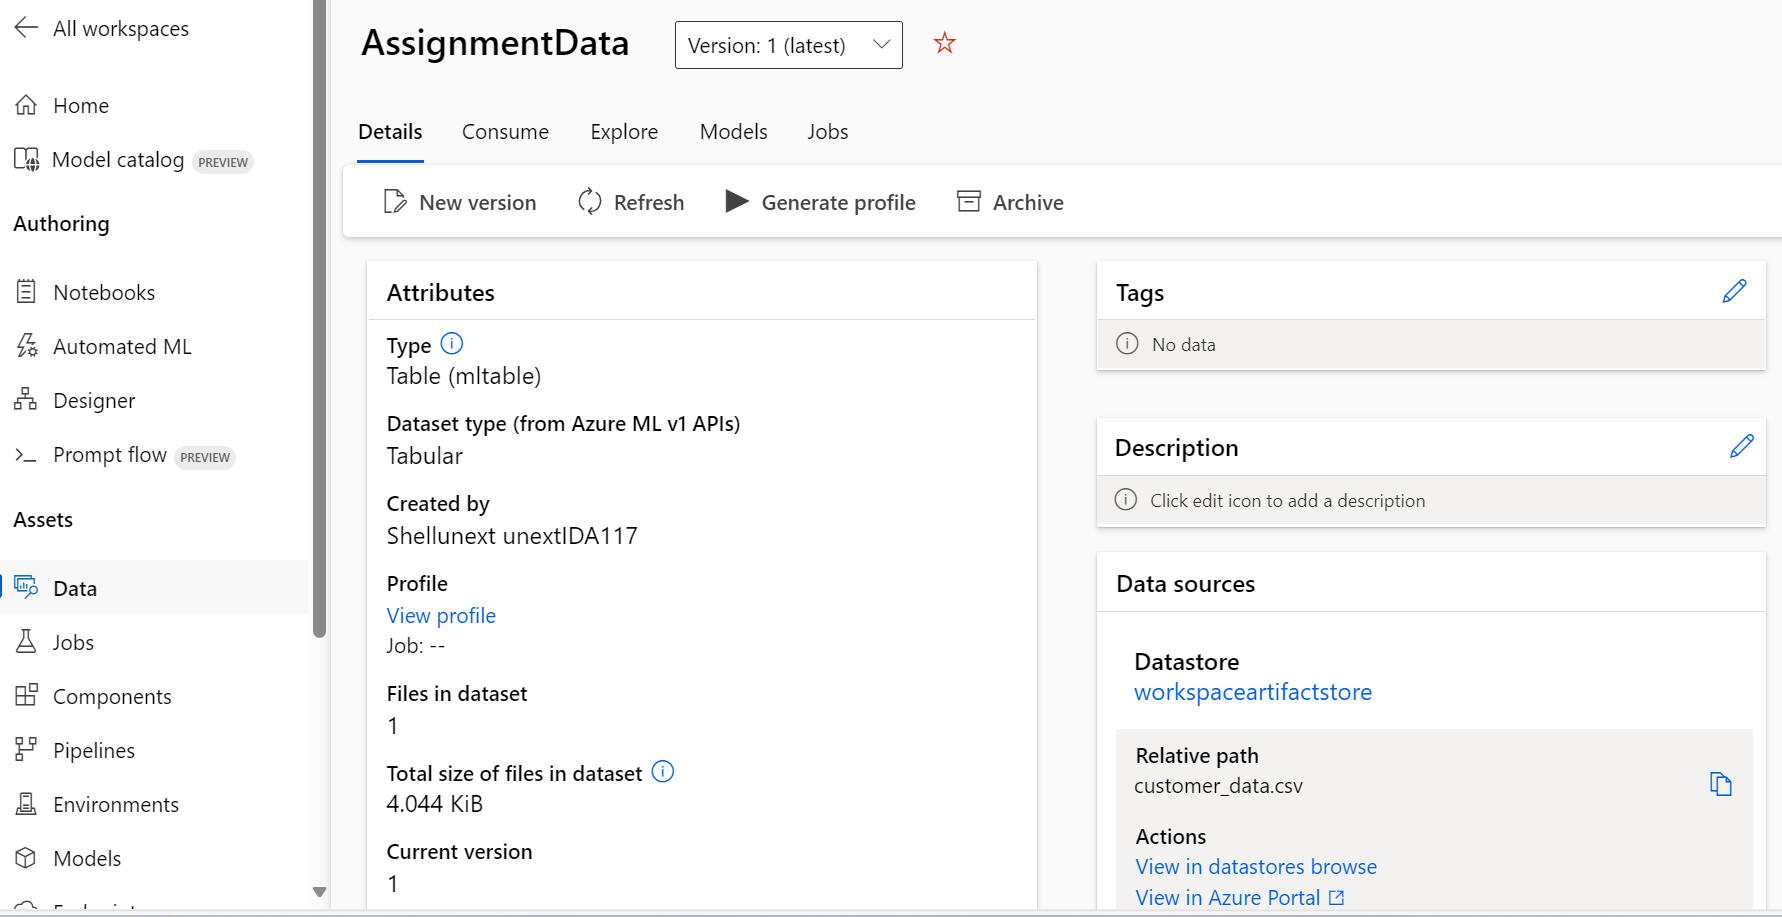 All workspaces
Home
Model catalog PREVIEW
Authoring
Notebooks
Automated ML
Designer
Prompt flow PREVIEW
Assets
Data
Jobs
Components
Pipelines
Environments
Models
AssignmentData
Version: 1 (latest)
Details Consume Explore Models Jobs
New version Refresh Generate profile Archive
Attributes
Type
Table (mltable)
Dataset type (from Azure ML v1 APIs)
Tabular
Created by
Shellunext unextIDA117
Profile
View profile
Job: --
Files in dataset
1
Total size of files in dataset
4.044 KiB
Current version
1
Tags
No data
Description
Click edit icon to add a description
Data sources
Datastore
workspaceartifactstore
Relative path
customer_data.csv
Actions
View in datastores browse
View in Azure Portal